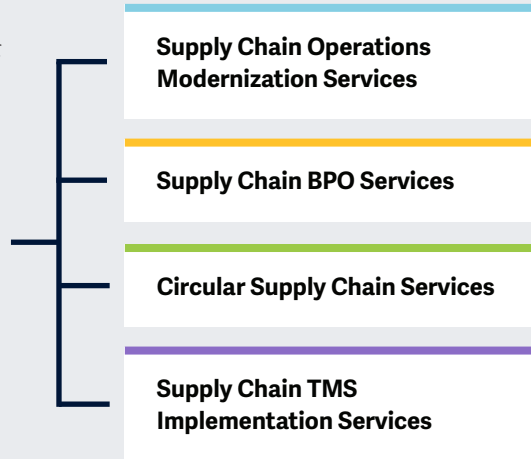 Supply Chain Operations
Modernization Services
Supply Chain BPO Services
Circular Supply Chain Services
Supply Chain TMS
Implementation Services